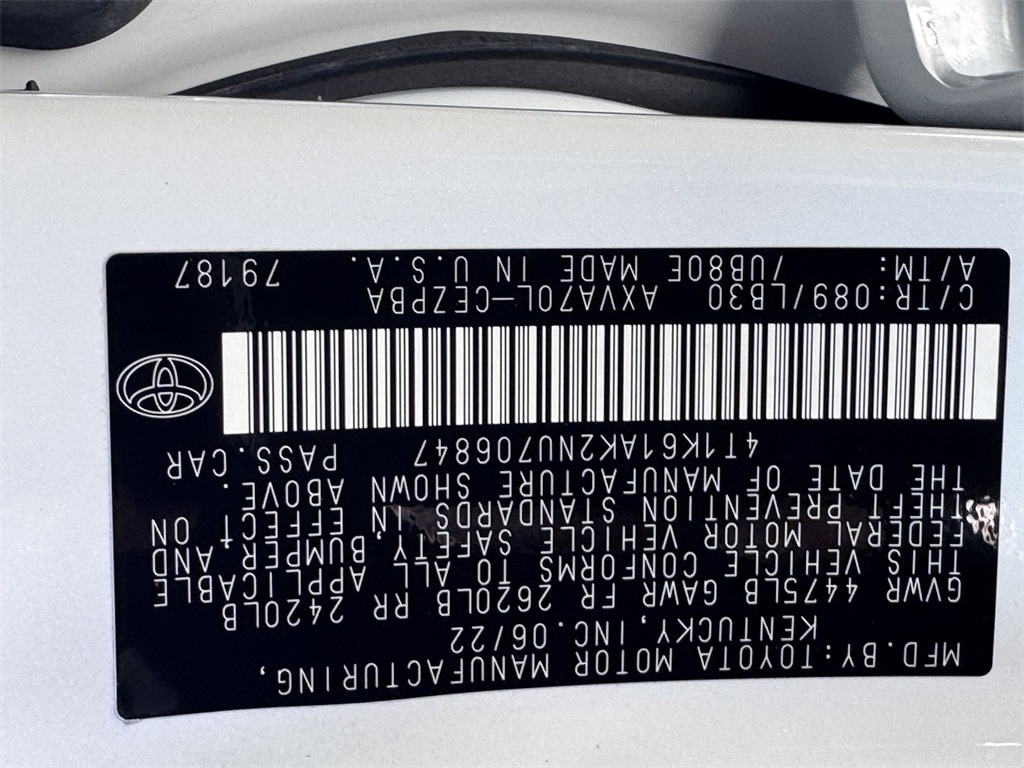 MFD.BY:TOYOTA MOTOR MANUFACTURING,
KENTUCKY,INC.06/22
GVWR 4475LB GAWR FR 2620LB RR 2420LB
THIS VEHICLE CONFORMS TO ALL APPLICABLE
FEDERAL MOTOR VEHICLE SAFETY, BUMPER,AND
THEFT PREVENTION STANDARDS IN EFFECT ON
THE DATE OF MANUFACTURE SHOWN ABOVE.
4T1K61AK2NU706847 PASS.CAR
C/TR:089/LB30 AXVA70L-CEZPBA
A/TM: /UB80E MADE IN U.S.A. 79187